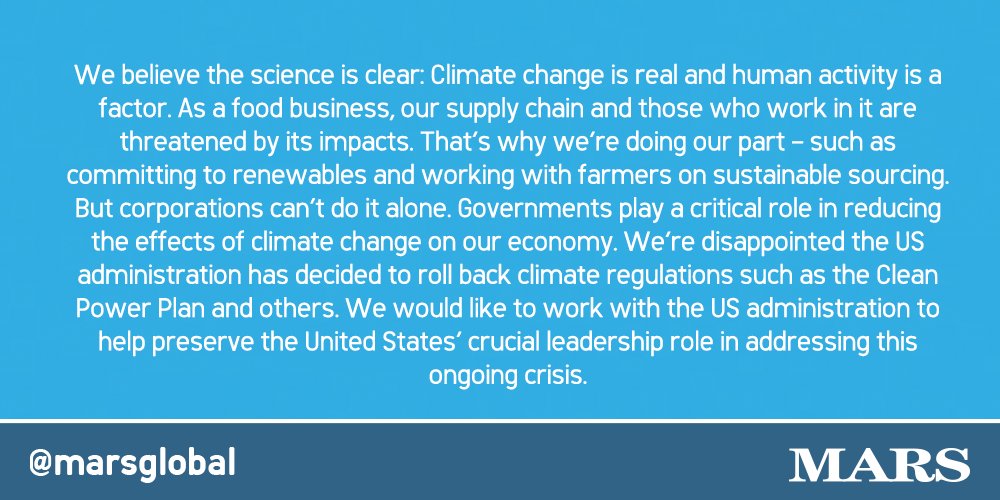 We believe the science is clear: Climate change is real and human activity is a
factor. As a food business, our supply chain and those who work in it are
threatened by its impacts. That's why we're doing our part – such as
committing to renewables and working with farmers on sustainable sourcing.
But corporations can't do it alone. Governments play a critical role in reducing
the effects of climate change on our economy. We're disappointed the US
administration has decided to roll back climate regulations such as the Clean
Power Plan and others. We would like to work with the US administration to
help preserve the United States' crucial leadership role in addressing this
ongoing crisis.
@marsglobal
MARS